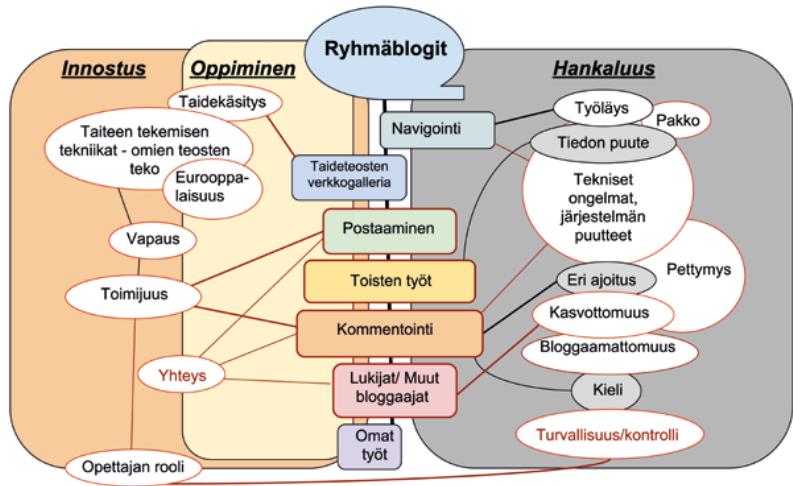 Ryhmäblogit
Innostus
Oppiminen
Hankaluus
Taidekäsitys
Taiteen tekemisen
tekniikat - omien teosten
teko
Eurooppa-
laisuus
Vapaus
Toimijuus
Yhteys
Opettajan rooli
Navigointi
Taideteosten
verkkogalleria
Postaaminen
Toisten työt
Kommentointi
Lukijat/ Muut
bloggaajat
Omat
työt
Työläys
Pakko
Tiedon puute
Tekniset
ongelmat,
järjestelmän
puutteet
Pettymys
Eri ajoitus
Kasvottomuus
Bloggaamattomuus
Kieli
Turvallisuus/kontrolli